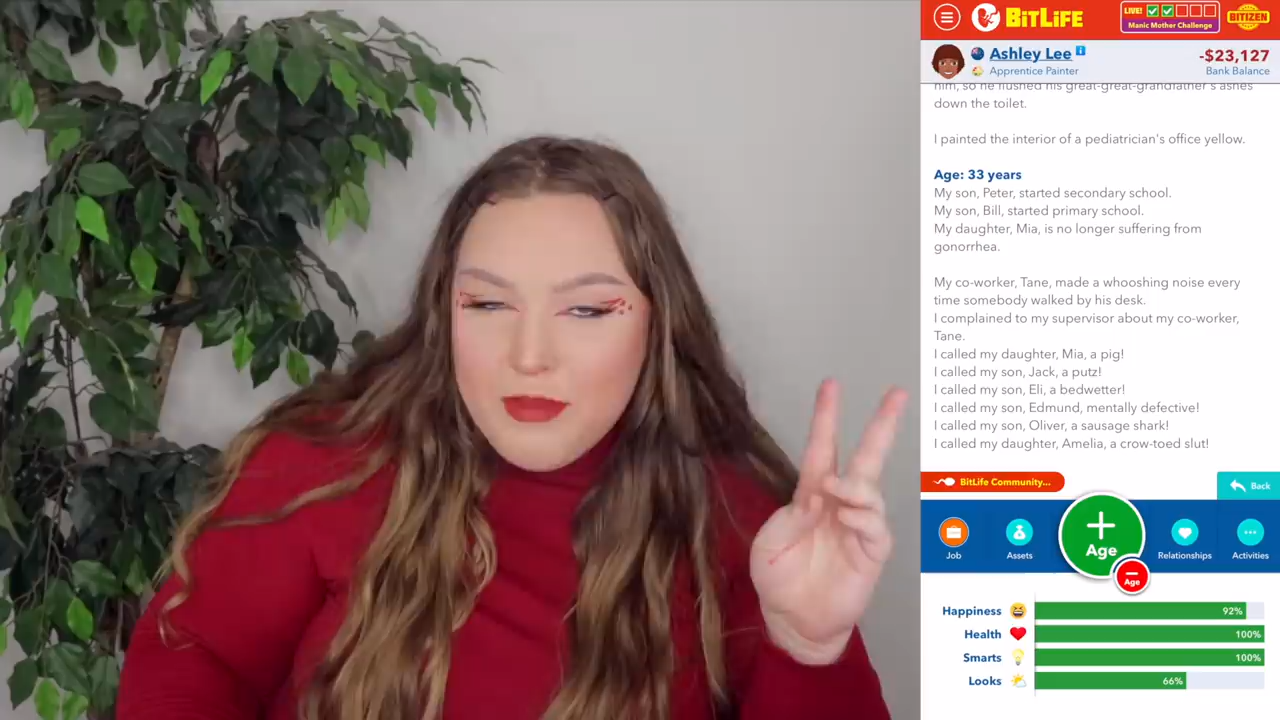 LIVE!
Manic Mother Challenge
BITLIFE
BITIZEN
Ashley Lee
Apprentice Painter
-$23,127
Bank Balance
him, so he flushed his great-great-grandfather's ashes
down the toilet.
I painted the interior of a pediatrician's office yellow.
Age: 33 years
My son, Peter, started secondary school.
My son, Bill, started primary school.
My daughter, Mia, is no longer suffering from
gonorrhea.
My co-worker, Tane, made a whooshing noise every
time somebody walked by his desk.
I complained to my supervisor about my co-worker,
Tane.
I called my daughter, Mia, a pig!
I called my son, Jack, a putz!
I called my son, Eli, a bedwetter!
I called my son, Edmund, mentally defective!
I called my son, Oliver, a sausage shark!
I called my daughter, Amelia, a crow-toed slut!
BitLife Community...
Back
Job
Assets
+
Age
Relationships
Activities
Age
Happiness 92%
Health 100%
Smarts 100%
Looks 66%